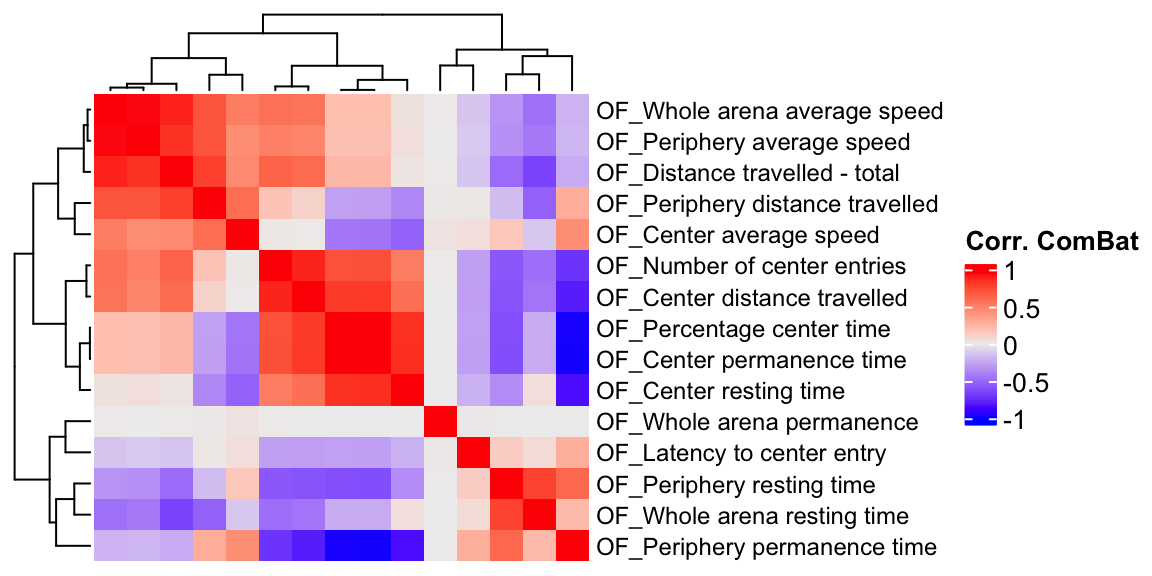 OF_Whole arena average speed
OF_Periphery average speed
OF_Distance travelled - total
OF_Periphery distance travelled
OF_Center average speed
OF_Number of center entries
OF_Center distance travelled
OF_Percentage center time
OF_Center permanence time
OF_Center resting time
OF_Whole arena permanence
OF_Latency to center entry
OF_Periphery resting time
OF_Whole arena resting time
OF_Periphery permanence time
Corr. ComBat
1
0.5
0
-0.5
-1